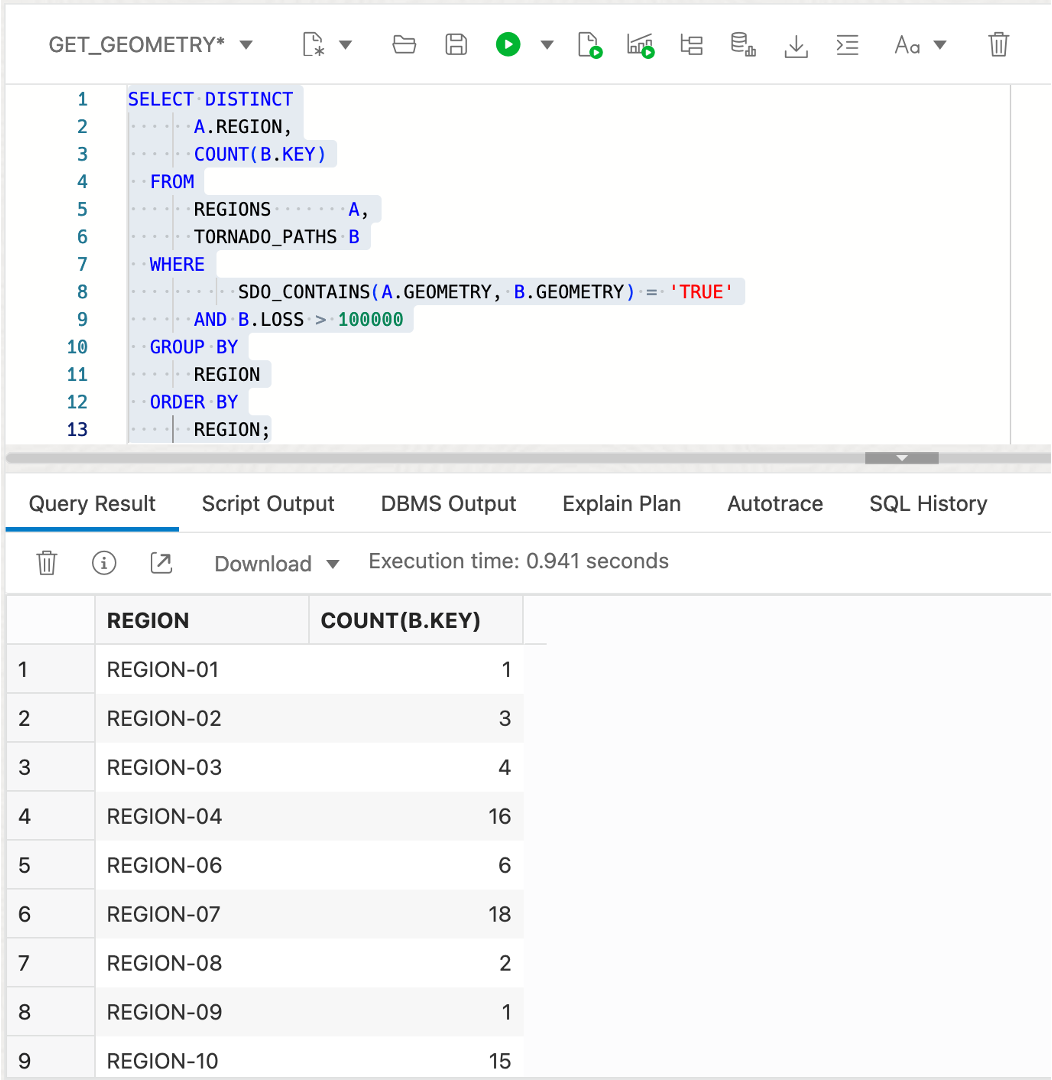 GET_GEOMETRY*
Aa
1 SELECT DISTINCT
2 A.REGION,
3 COUNT(B.KEY)
4 FROM
5 REGIONS A,
6 TORNADO_PATHS B
7 WHERE
8 SDO_CONTAINS(A.GEOMETRY, B.GEOMETRY) = 'TRUE'
9 AND B.LOSS > 100000
10 GROUP BY
11 REGION
12 ORDER BY
13 REGION;
Query Result Script Output DBMS Output Explain Plan Autotrace SQL History
Download Execution time: 0.941 seconds
REGION COUNT(B.KEY)
1 REGION-01 1
2 REGION-02 3
3 REGION-03 4
4 REGION-04 16
5 REGION-06 6
6 REGION-07 18
7 REGION-08 2
8 REGION-09 1
9 REGION-10 15